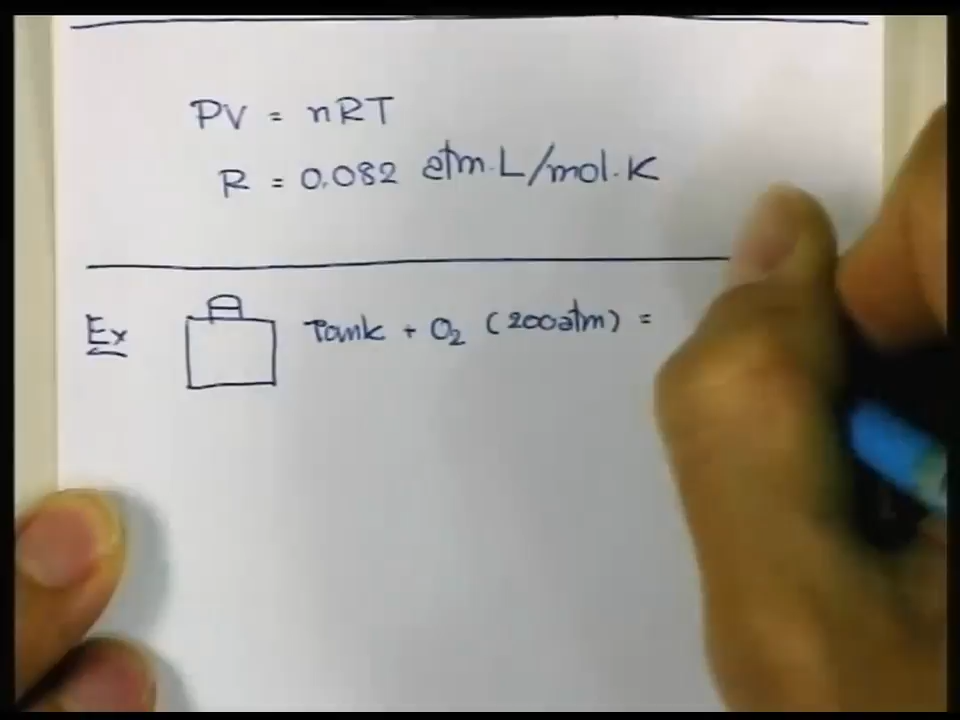 PV = nRT
R = 0.082 atm.L/mol.K
Ex Tank + O₂ (200atm) =